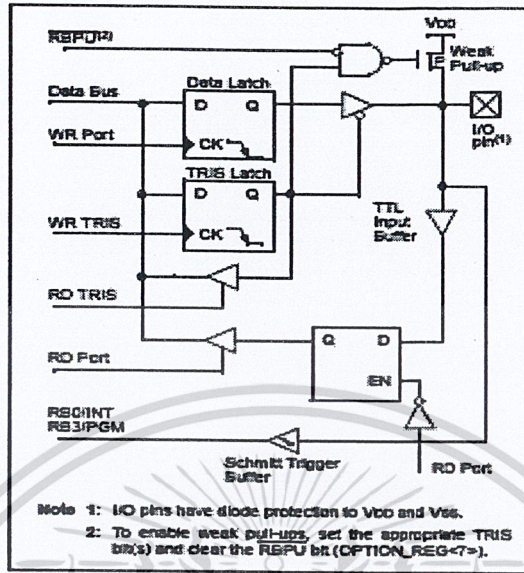 VDD
RBPU(2)
Weak
Pull-up
Data Bus
Data Latch
D Q
WR Port
CK
I/O
pin(1)
TRIS Latch
D Q
WR TRIS
CK
TTL
Input
Buffer
RD TRIS
Q D
RD Port
EN
RB0/INT
RB3/PGM
Schmitt Trigger
Buffer
RD Port
Note 1: I/O pins have diode protection to VDD and VSS.
2: To enable weak pull-ups, set the appropriate TRIS
bit(s) and clear the RBPU bit (OPTION_REG<7>).